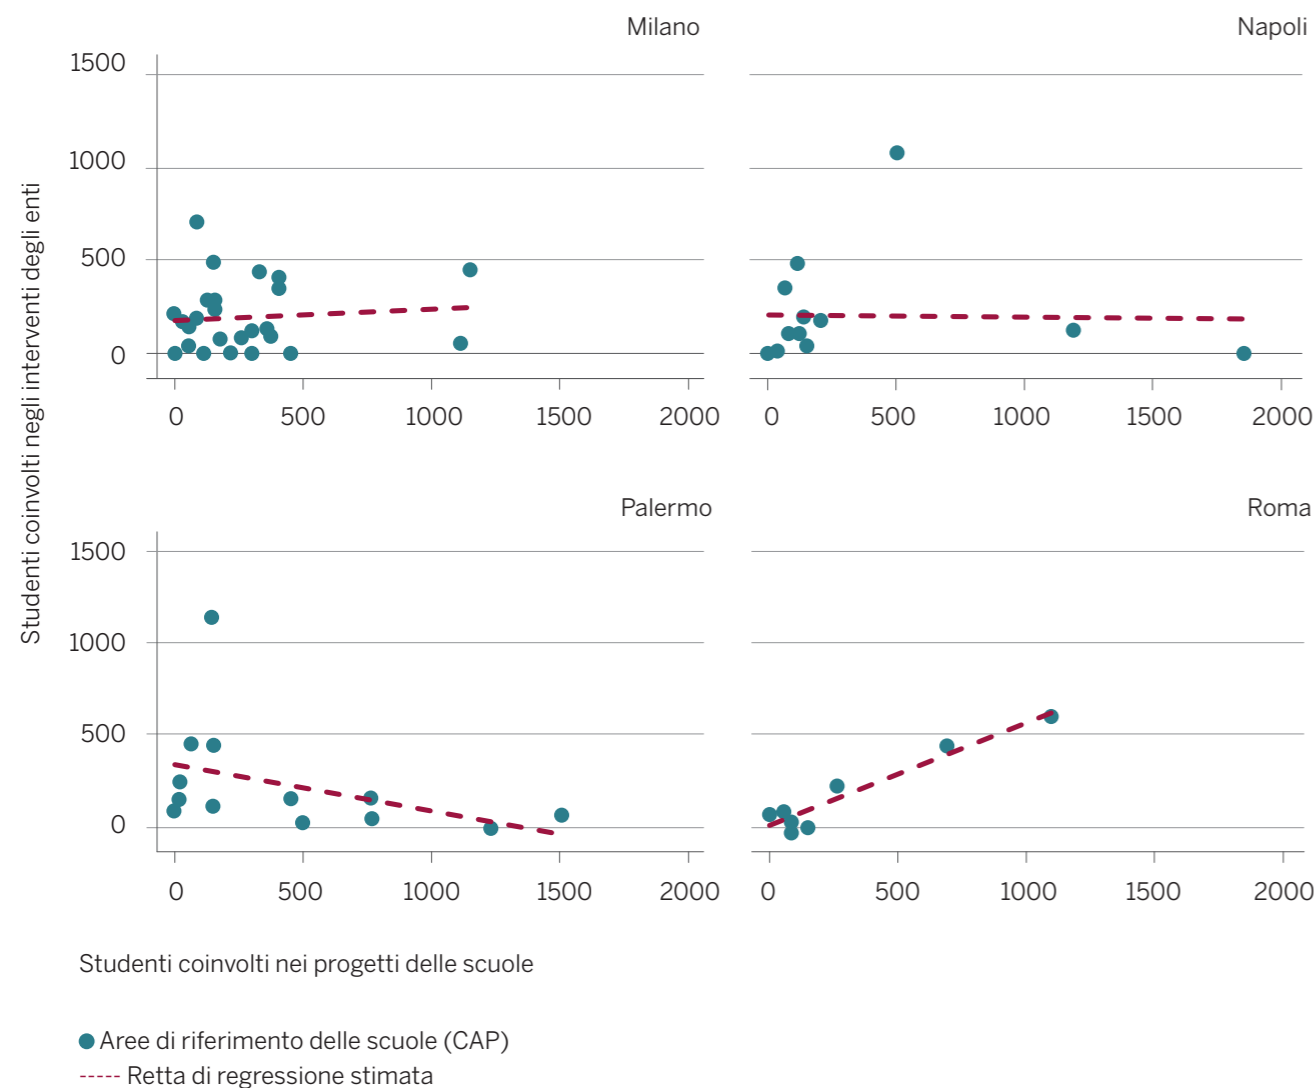 Milano
Napoli
1500
1000
500
0
0 500 1000 1500 2000
0 500 1000 1500 2000
Studenti coinvolti negli interventi degli enti
Palermo
Roma
1500
1000
500
0
0 500 1000 1500 2000
0 500 1000 1500 2000
Studenti coinvolti nei progetti delle scuole
Aree di riferimento delle scuole (CAP)
Retta di regressione stimata